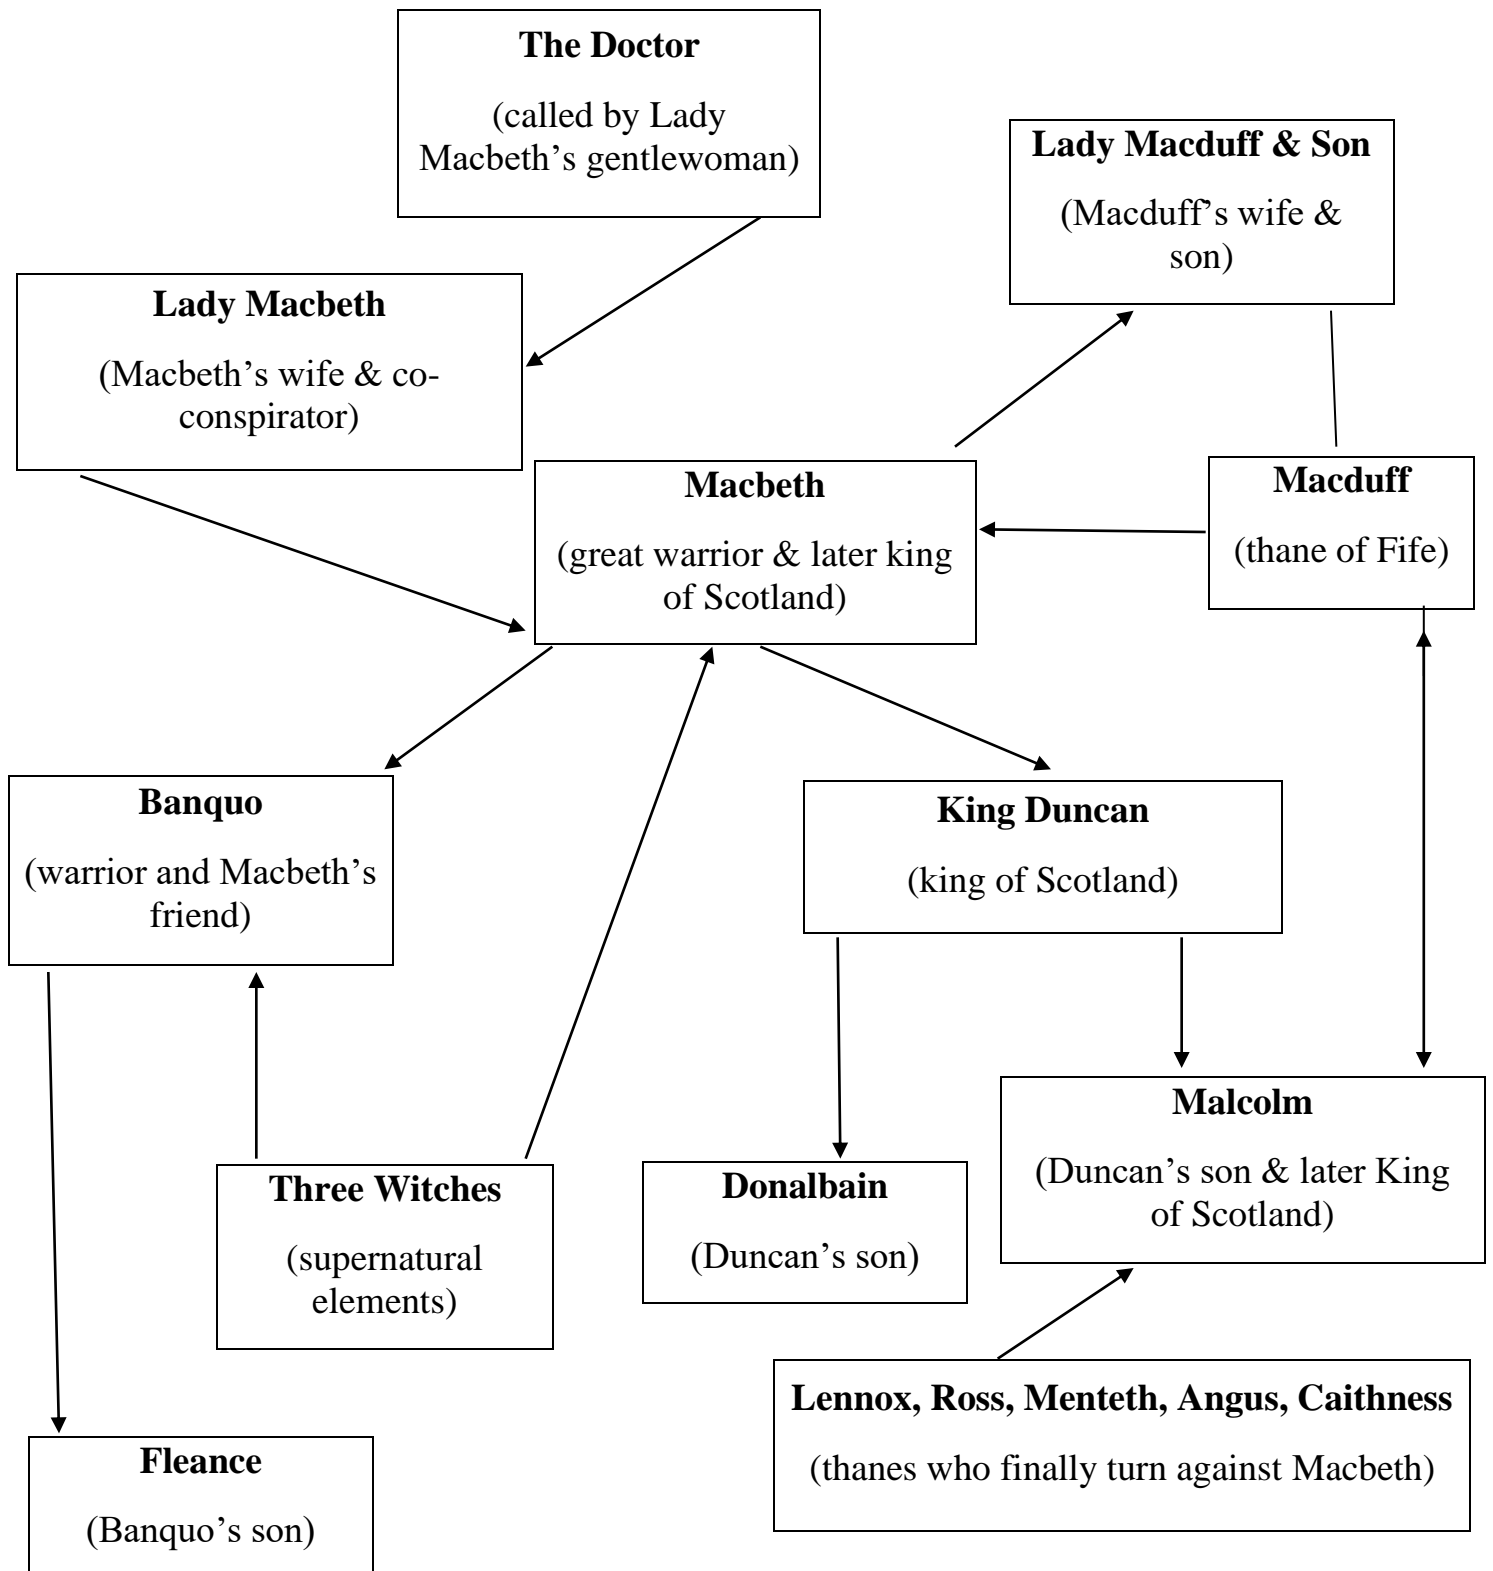 The Doctor
(called by Lady
Macbeth’s gentlewoman)
Lady Macduff & Son
(Macduff’s wife &
son)
Lady Macbeth
(Macbeth’s wife & co-
conspirator)
Macbeth
(great warrior & later king
of Scotland)
Macduff
(thane of Fife)
Banquo
(warrior and Macbeth’s
friend)
King Duncan
(king of Scotland)
Three Witches
(supernatural
elements)
Donalbain
(Duncan’s son)
Malcolm
(Duncan’s son & later King
of Scotland)
Lennox, Ross, Menteth, Angus, Caithness
(thanes who finally turn against Macbeth)
Fleance
(Banquo’s son)